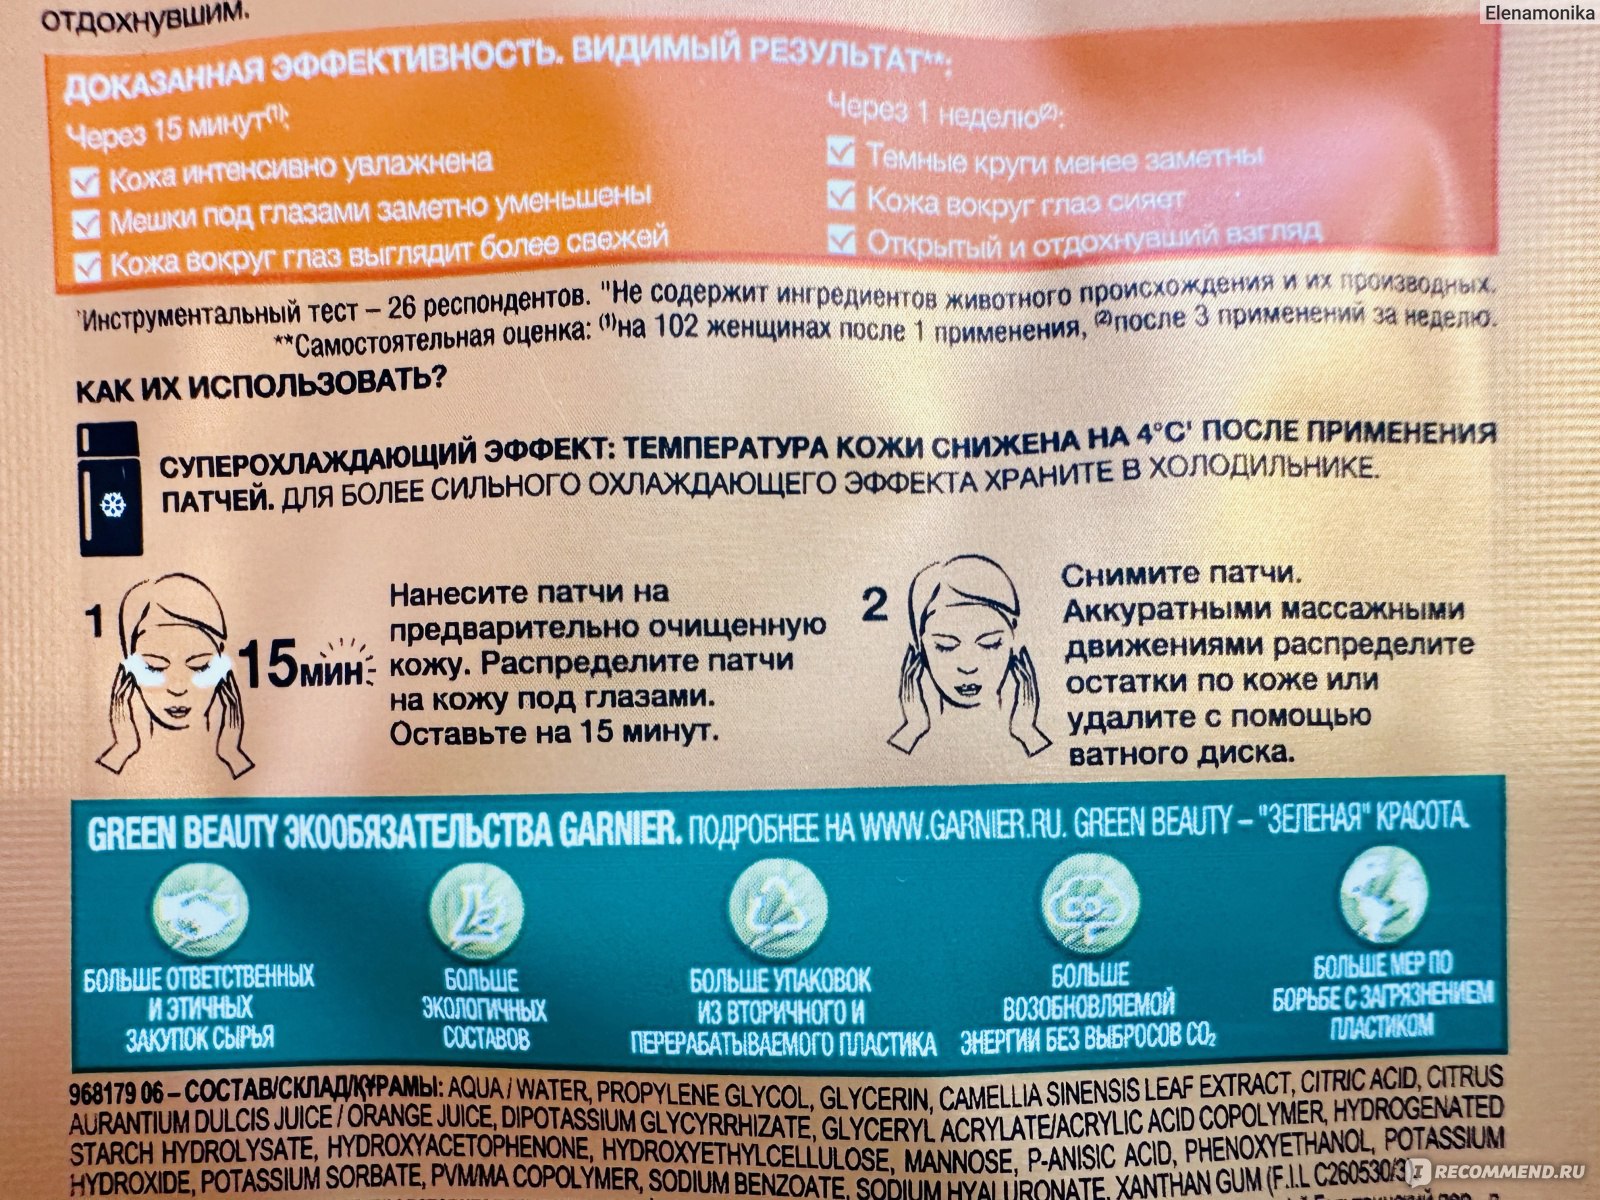 Elenamonika
ОТДОХНУВШИМ.
ДОКАЗАННАЯ ЭФФЕКТИВНОСТЬ. ВИДИМЫЙ РЕЗУЛЬТАТ**:
Через 15 минут(1):
Кожа интенсивно увлажнена
Мешки под глазами заметно уменьшены
Кожа вокруг глаз выглядит более свежей
Через 1 неделю(2):
Темные круги менее заметны
Кожа вокруг глаз сияет
Открытый и отдохнувший взгляд
'Инструментальный тест – 26 респондентов. "Не содержит ингредиентов животного происхождения и их производных.
**Самостоятельная оценка: (1)на 102 женщинах после 1 применения, (2)после 3 применений за неделю.
КАК ИХ ИСПОЛЬЗОВАТЬ?
СУПЕРОХЛАЖДАЮЩИЙ ЭФФЕКТ: ТЕМПЕРАТУРА КОЖИ СНИЖЕНА НА 4°C' ПОСЛЕ ПРИМЕНЕНИЯ
ПАТЧЕЙ. ДЛЯ БОЛЕЕ СИЛЬНОГО ОХЛАЖДАЮЩЕГО ЭФФЕКТА ХРАНИТЕ В ХОЛОДИЛЬНИКЕ.
1
15мин
Нанесите патчи на
предварительно очищенную
кожу. Распределите патчи
на кожу под глазами.
Оставьте на 15 минут.
2
Снимите патчи.
Аккуратными массажными
движениями распределите
остатки по коже или
удалите с помощью
ватного диска.
GREEN BEAUTY ЭКООБЯЗАТЕЛЬСТВА GARNIER. ПОДРОБНЕЕ НА WWW.GARNIER.RU. GREEN BEAUTY – "ЗЕЛЕНАЯ" КРАСОТА.
БОЛЬШЕ ОТВЕТСТВЕННЫХ
И ЭТИЧНЫХ
ЗАКУПОК СЫРЬЯ
БОЛЬШЕ
ЭКОЛОГИЧНЫХ
СОСТАВОВ
БОЛЬШЕ УПАКОВОК
ИЗ ВТОРИЧНОГО И
ПЕРЕРАБАТЫВАЕМОГО ПЛАСТИКА
CO2
БОЛЬШЕ
ВОЗОБНОВЛЯЕМОЙ
ЭНЕРГИИ БЕЗ ВЫБРОСОВ CO2
БОЛЬШЕ МЕР ПО
БОРЬБЕ С ЗАГРЯЗНЕНИЕМ
ПЛАСТИКОМ
968179 06 – СОСТАВ/СКЛАД/ҚҰРАМЫ: AQUA / WATER, PROPYLENE GLYCOL, GLYCERIN, CAMELLIA SINENSIS LEAF EXTRACT, CITRIC ACID, CITRUS
AURANTIUM DULCIS JUICE / ORANGE JUICE, DIPOTASSIUM GLYCYRRHIZATE, GLYCERYL ACRYLATE/ACRYLIC ACID COPOLYMER, HYDROGENATED
STARCH HYDROLYSATE, HYDROXYACETOPHENONE, HYDROXYETHYLCELLULOSE, MANNOSE, P-ANISIC ACID, PHENOXYETHANOL, POTASSIUM
HYDROXIDE, POTASSIUM SORBATE, PVM/MA COPOLYMER, SODIUM BENZOATE, SODIUM HYALURONATE, XANTHAN GUM (F.I.L C260530/3
IRECOMMEND.RU